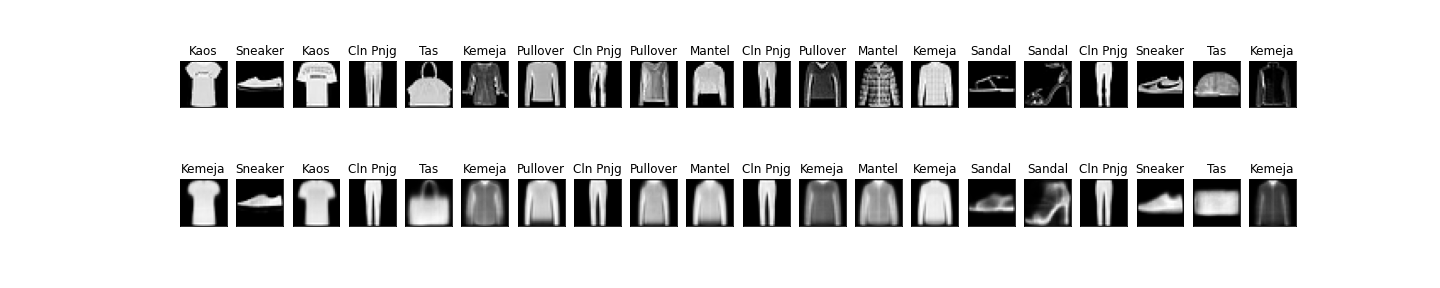 Kaos Sneaker Kaos Cln Pnjg Tas Kemeja Pullover Cln Pnjg Pullover Mantel Cln Pnjg Pullover Mantel Kemeja Sandal Sandal Cln Pnjg Sneaker Tas Kemeja
Kemeja Sneaker Kaos Cln Pnjg Tas Kemeja Pullover Cln Pnjg Pullover Mantel Cln Pnjg Kemeja Mantel Kemeja Sandal Sandal Cln Pnjg Sneaker Tas Kemeja